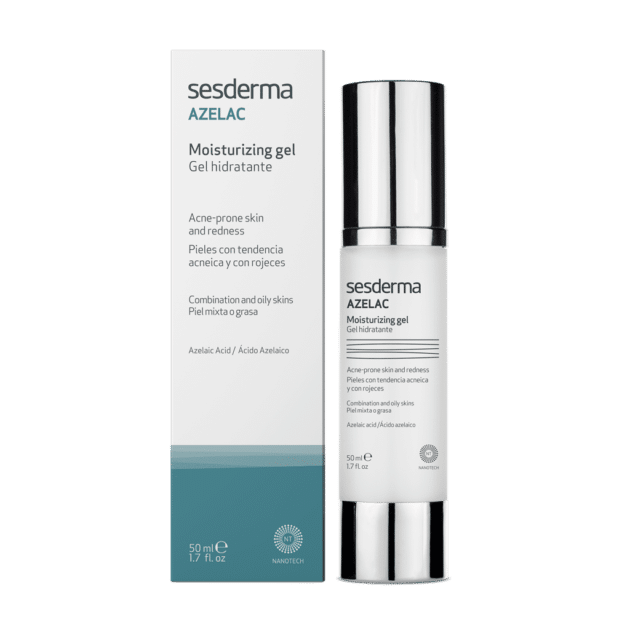 sesderma
AZELAC
Moisturizing gel
Gel hidratante
Acne-prone skin
and redness
Pieles con tendencia
acneica y con rojeces
Combination and oily skins
Piel mixta o grasa
Azelaic Acid / Ácido Azelaico
50 ml ℮
1.7 fl. oz
NT
NANOTECH
sesderma
AZELAC
Moisturizing gel
Gel hidratante
Acne-prone skin and redness
Pieles con tendencia acneica
y con rojeces
Combination and oily skins
Piel mixta o grasa
Azelaic acid /Ácido azelaico
50 ml ℮
1.7 fl. oz
NT
NANOTECH